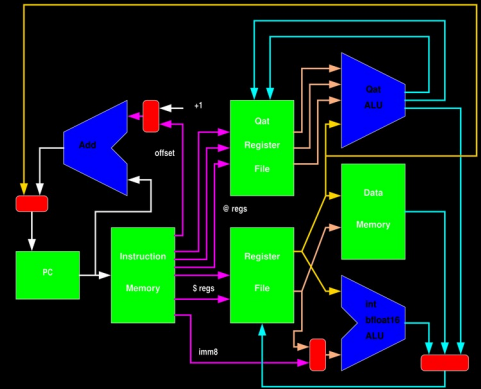 +1
Qat
Register
File
Qat
ALU
Add
offset
@ regs
Data
Memory
PC
Instruction
Memory
$ regs
Register
File
int
bfloat16
ALU
imm8